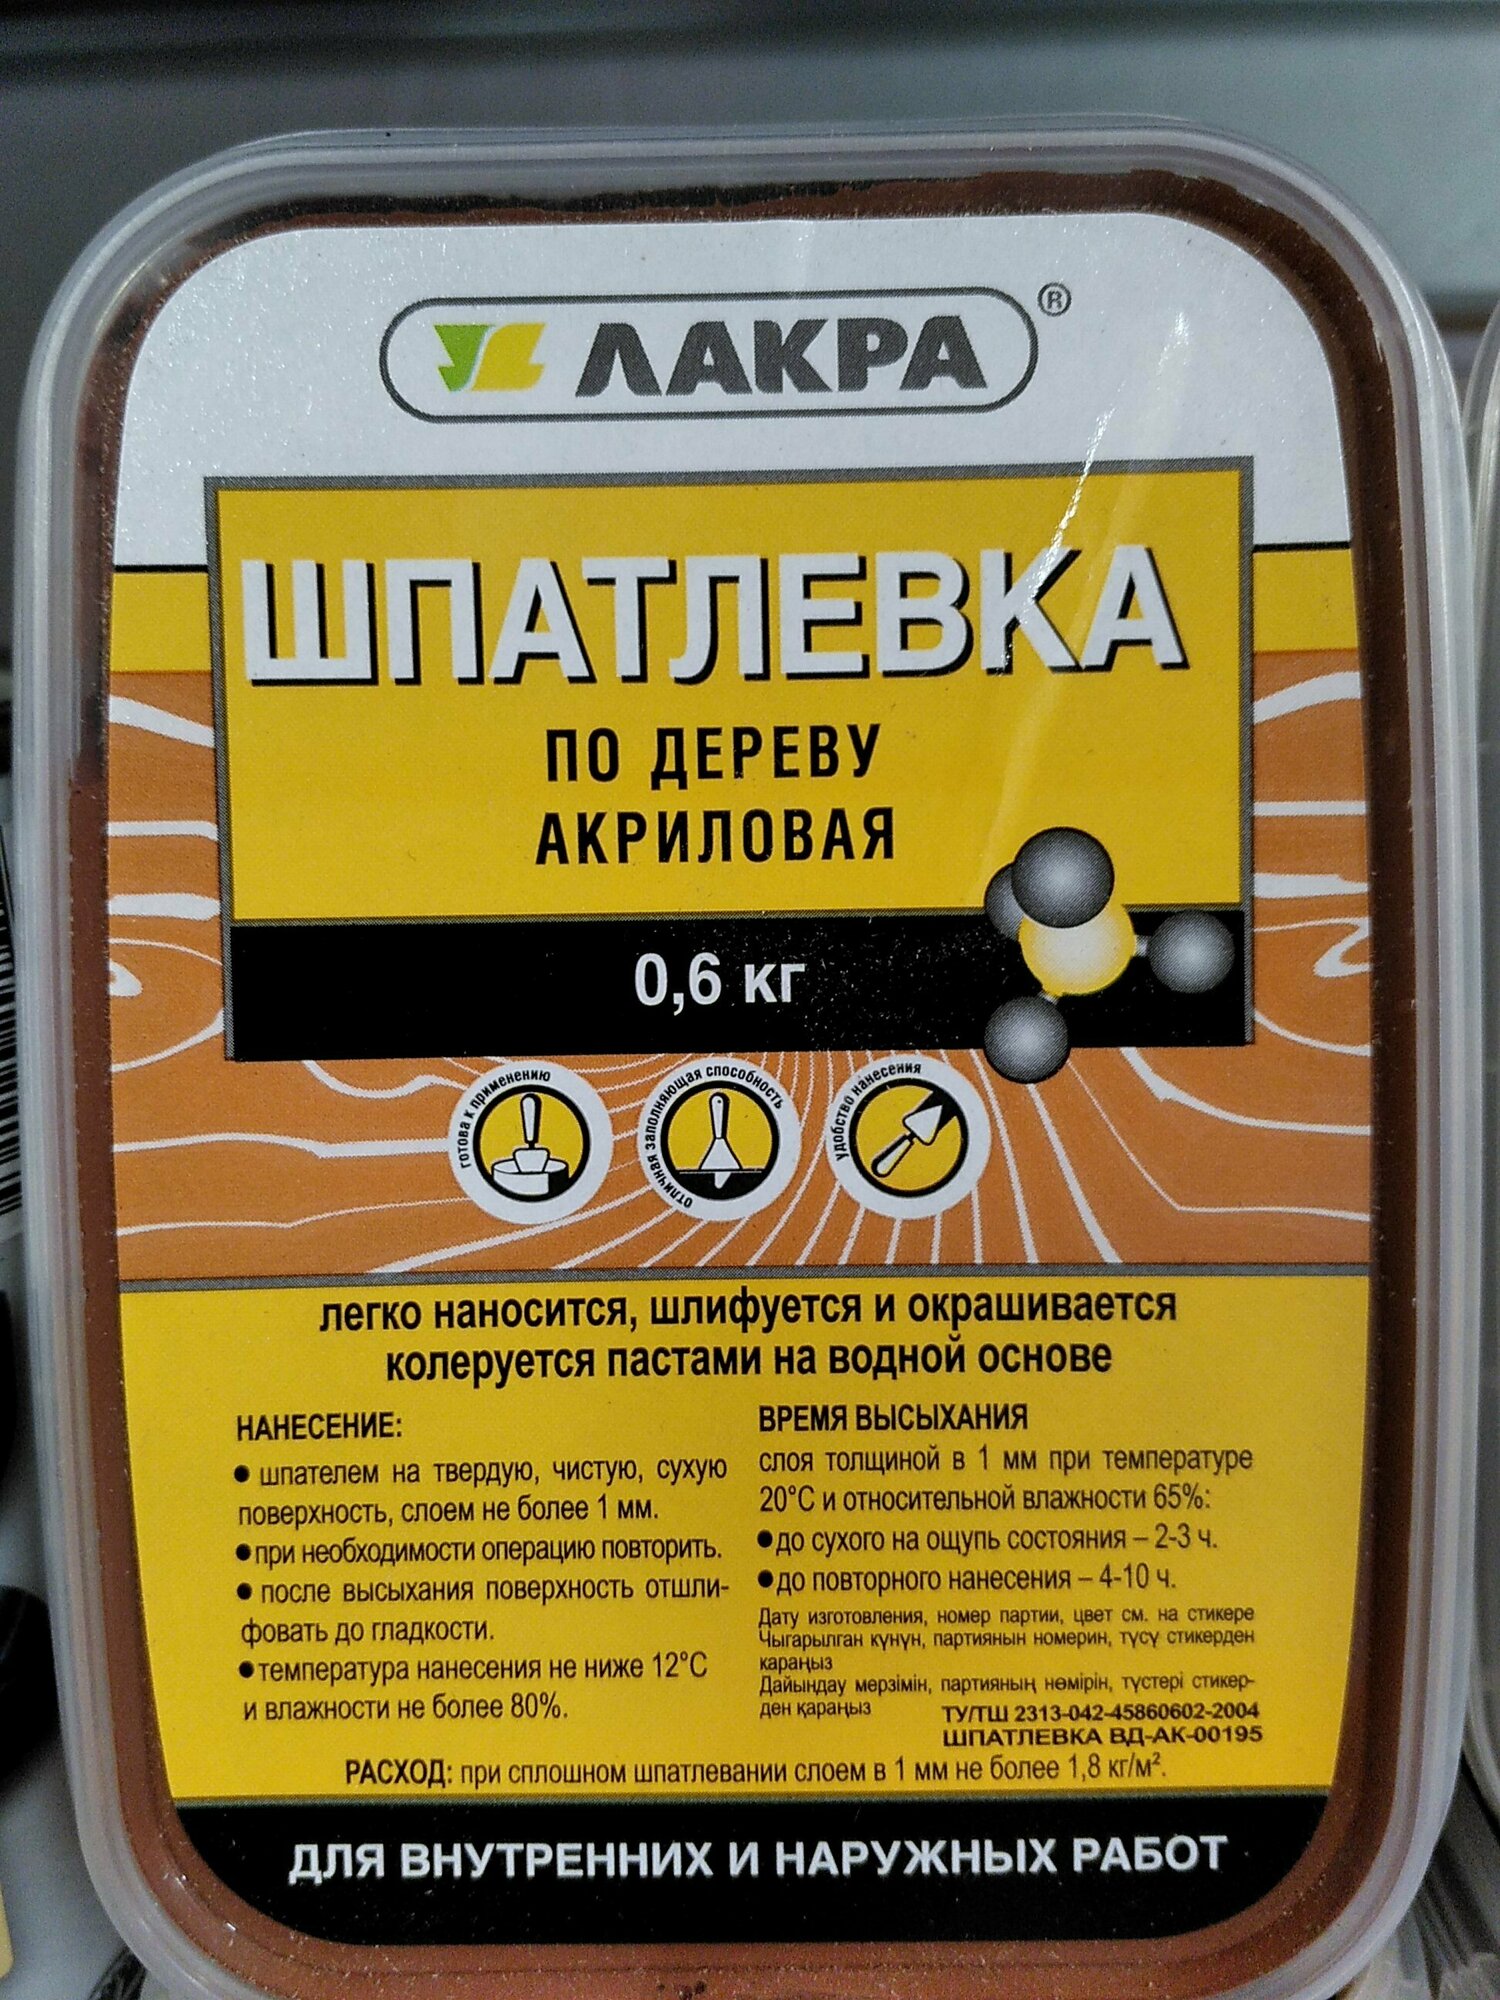 ЛАКРА®
ШПАТЛЕВКА
ПО ДЕРЕВУ
АКРИЛОВАЯ
0,6 кг
готова к применению
отличная заполняющая способность
удобство нанесения
легко наносится, шлифуется и окрашивается
колеруется пастами на водной основе
НАНЕСЕНИЕ:
● шпателем на твердую, чистую, сухую
поверхность, слоем не более 1 мм.
● при необходимости операцию повторить.
● после высыхания поверхность отшли-
фовать до гладкости.
● температура нанесения не ниже 12°С
и влажности не более 80%.
ВРЕМЯ ВЫСЫХАНИЯ
слоя толщиной в 1 мм при температуре
20°С и относительной влажности 65%:
● до сухого на ощупь состояния – 2-3 ч.
● до повторного нанесения – 4-10 ч.
Дату изготовления, номер партии, цвет см. на стикере
Чыгарылган күнүн, партиянын номерин, түсү стикерден
караңыз
Дайындау мерзімін, партияның нөмірін, түстері стикер-
ден қараңыз
ТУ/ТШ 2313-042-45860602-2004
ШПАТЛЕВКА ВД-АК-00195
РАСХОД: при сплошном шпатлевании слоем в 1 мм не более 1,8 кг/м².
ДЛЯ ВНУТРЕННИХ И НАРУЖНЫХ РАБОТ